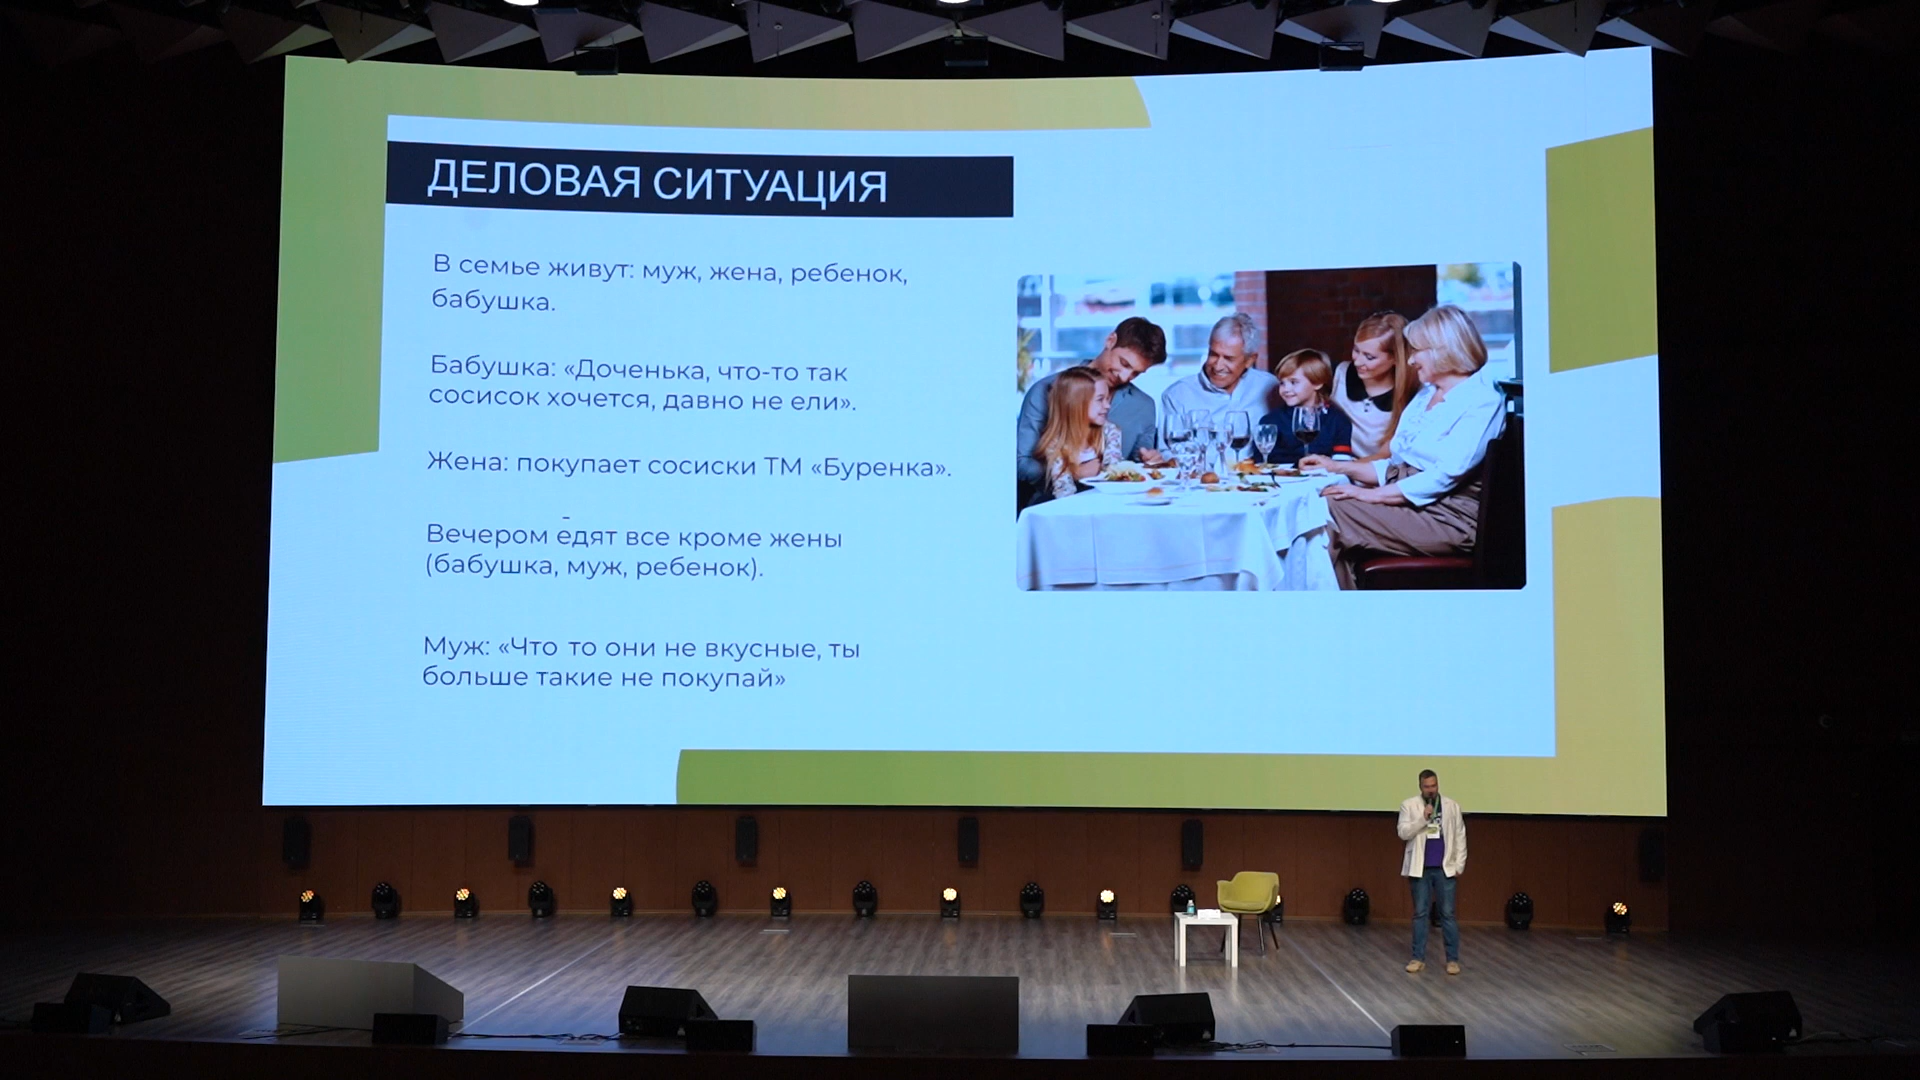 ДЕЛОВАЯ СИТУАЦИЯ
В семье живут: муж, жена, ребенок,
бабушка.
Бабушка: «Доченька, что-то так
сосисок хочется, давно не ели».
Жена: покупает сосиски ТМ «Буренка».
Вечером едят все кроме жены
(бабушка, муж, ребенок).
Муж: «Что то они не вкусные, ты
больше такие не покупай»